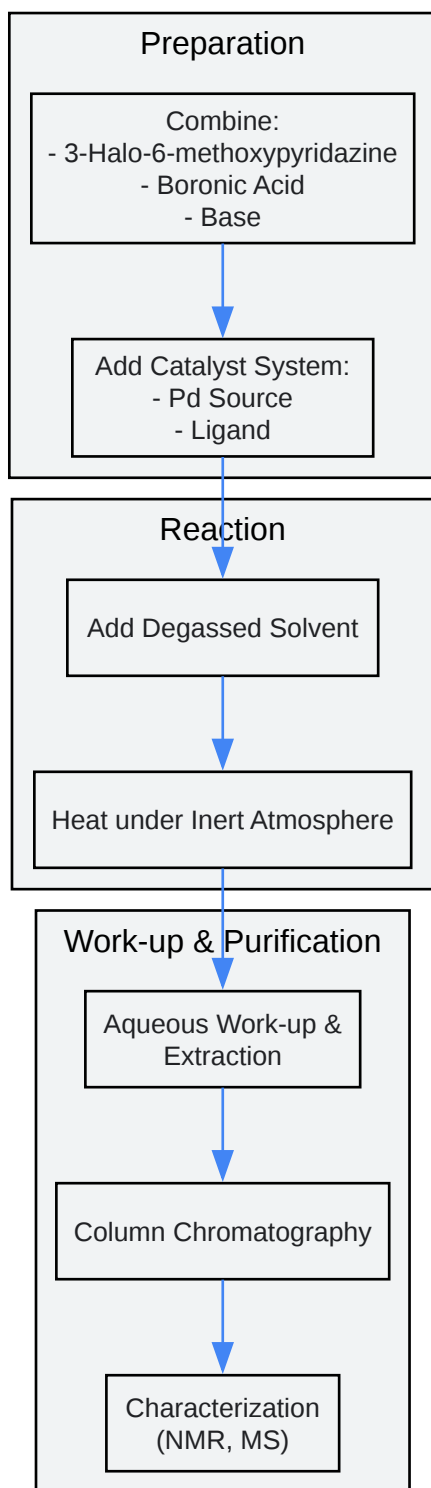 Preparation
Combine:
- 3-Halo-6-methoxypyridazine
- Boronic Acid
- Base
Add Catalyst System:
- Pd Source
- Ligand
Reaction
Add Degassed Solvent
Heat under Inert Atmosphere
Work-up & Purification
Aqueous Work-up &
Extraction
Column Chromatography
Characterization
(NMR, MS)